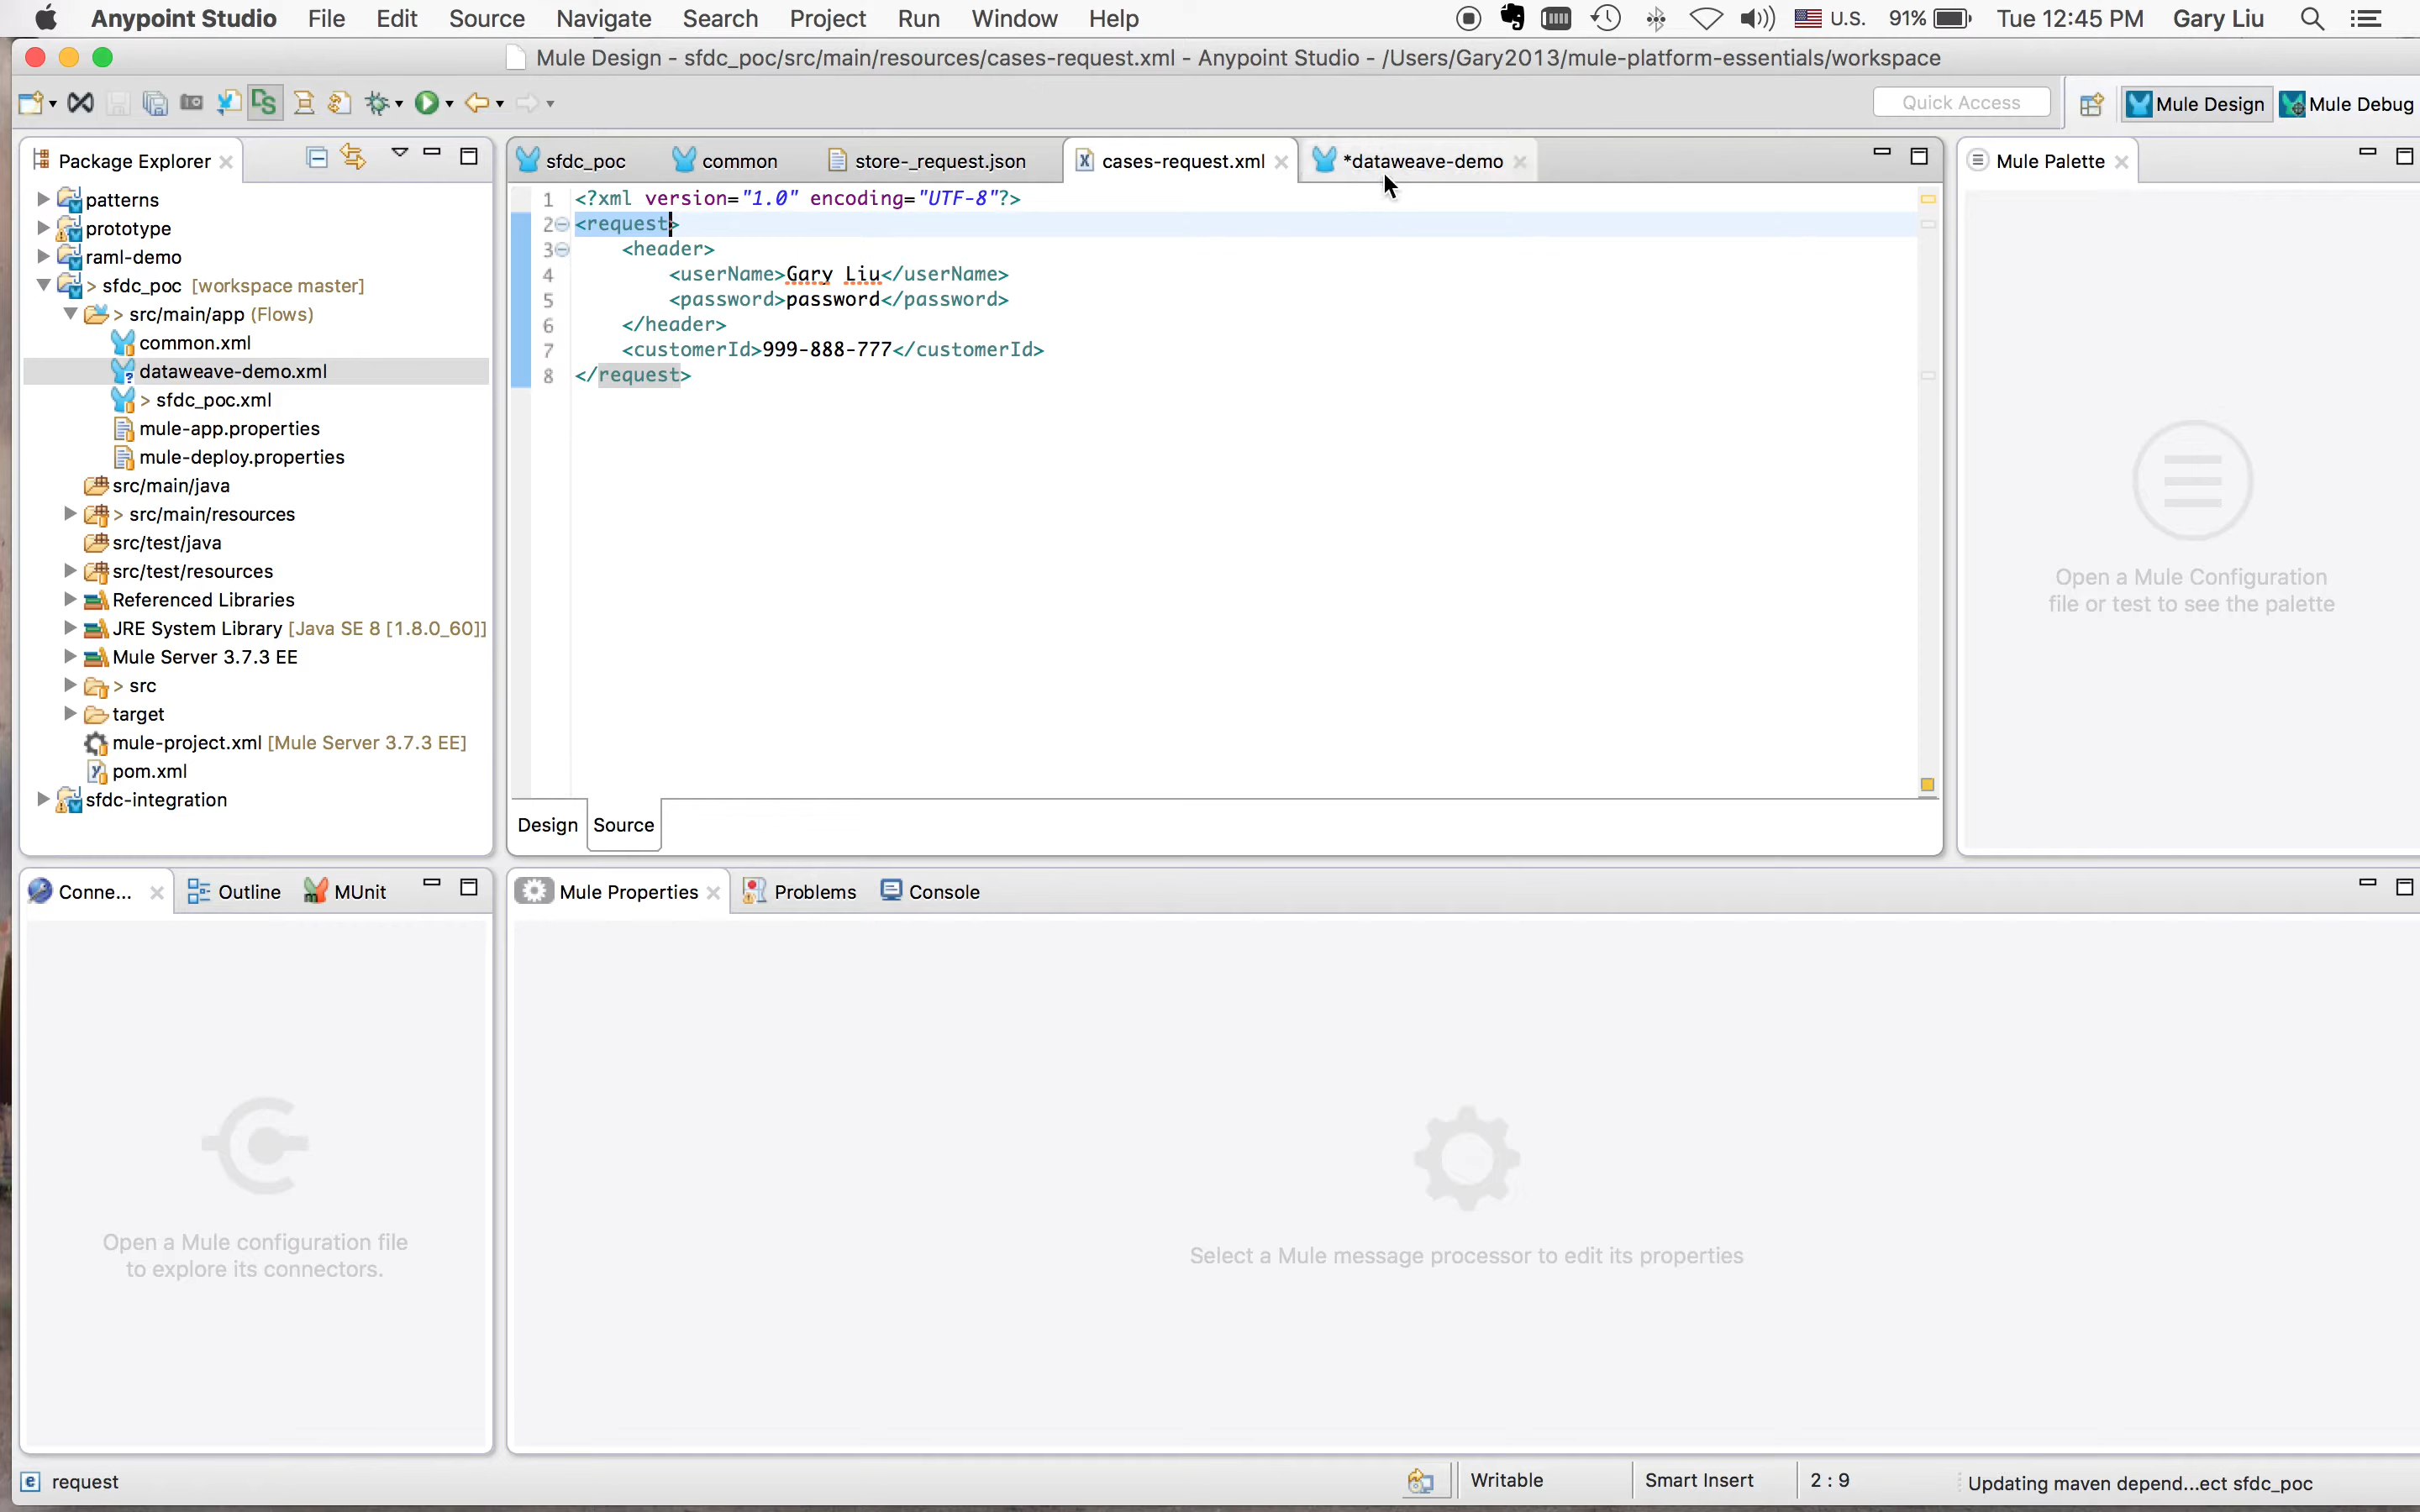 Anypoint Studio File Edit Source Navigate Search Project Run Window Help U.S. 91% Tue 12:45 PM Gary Liu
Mule Design - sfdc_poc/src/main/resources/cases-request.xml - Anypoint Studio - /Users/Gary2013/mule-platform-essentials/workspace
Quick Access Mule Design Mule Debug
Package Explorer
patterns
prototype
raml-demo
> sfdc_poc [workspace master]
> src/main/app (Flows)
common.xml
dataweave-demo.xml
> sfdc_poc.xml
mule-app.properties
mule-deploy.properties
src/main/java
> src/main/resources
src/test/java
src/test/resources
Referenced Libraries
JRE System Library [Java SE 8 [1.8.0_60]]
Mule Server 3.7.3 EE
> src
target
mule-project.xml [Mule Server 3.7.3 EE]
pom.xml
sfdc-integration
sfdc_poc common store-_request.json cases-request.xml *dataweave-demo
1 <?xml version="1.0" encoding="UTF-8"?>
2 <request>
3 <header>
4 <userName>Gary Liu</userName>
5 <password>password</password>
6 </header>
7 <customerId>999-888-777</customerId>
8 </request>
Design Source
Mule Palette
Open a Mule Configuration
file or test to see the palette
Conne... Outline MUnit
Open a Mule configuration file
to explore its connectors.
Mule Properties Problems Console
Select a Mule message processor to edit its properties
request Writable Smart Insert 2 : 9 Updating maven depend...ect sfdc_poc